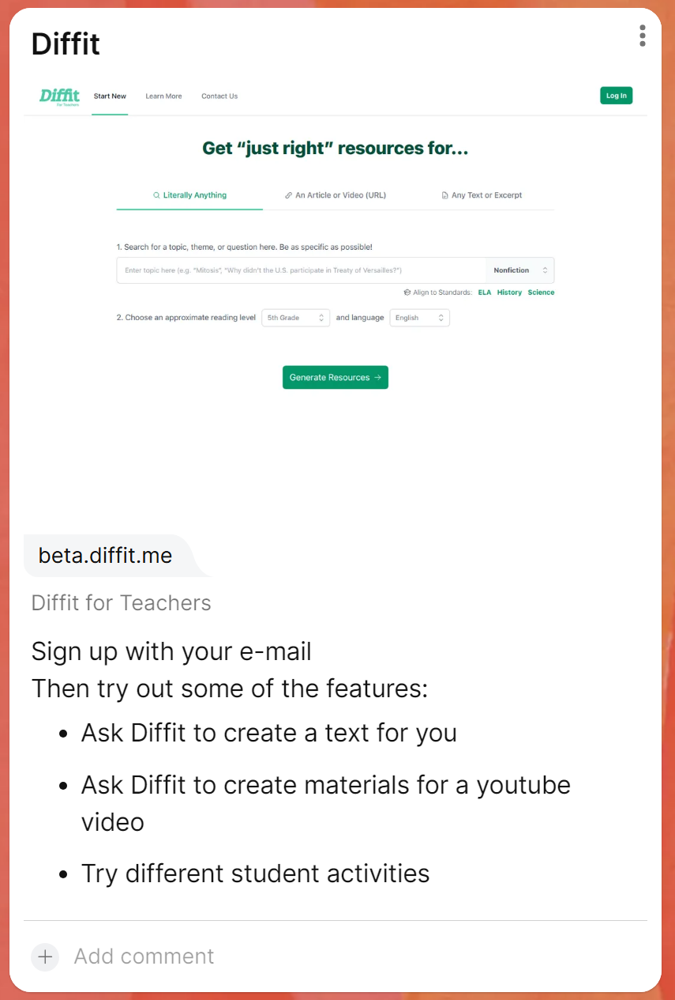 Diffit
Diffit
For Teachers
Start New
Learn More
Contact Us
Log In
Get “just right” resources for...
Literally Anything
An Article or Video (URL)
Any Text or Excerpt
1. Search for a topic, theme, or question here. Be as specific as possible!
Enter topic here (e.g. "Mitosis", "Why didn't the U.S. participate in Treaty of Versailles?")
Nonfiction
Align to Standards: ELA History Science
2. Choose an approximate reading level 5th Grade and language English
Generate Resources →
beta.diffit.me
Diffit for Teachers
Sign up with your e-mail
Then try out some of the features:
• Ask Diffit to create a text for you
• Ask Diffit to create materials for a youtube
video
• Try different student activities
+ Add comment